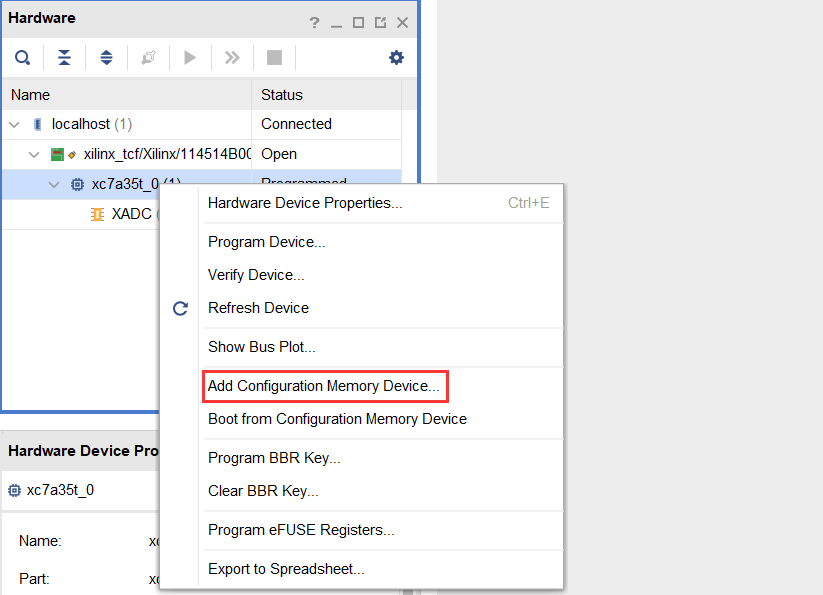 Hardware
?
Name Status
localhost (1) Connected
xilinx_tcf/Xilinx/114514B00 Open
xc7a35t_0 (1) Programmed
XADC
Hardware Device Properties... Ctrl+E
Program Device...
Verify Device...
Refresh Device
Show Bus Plot...
Add Configuration Memory Device...
Boot from Configuration Memory Device
Program BBR Key...
Clear BBR Key...
Program eFUSE Registers...
Export to Spreadsheet...
Hardware Device Pro
xc7a35t_0
Name: xc
Part: xc